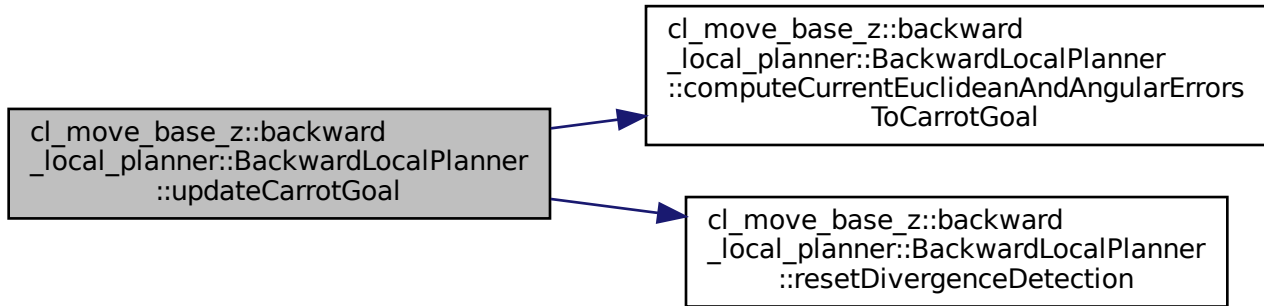 cl_move_base_z::backward
_local_planner::BackwardLocalPlanner
::updateCarrotGoal
cl_move_base_z::backward
_local_planner::BackwardLocalPlanner
::computeCurrentEuclideanAndAngularErrors
ToCarrotGoal
cl_move_base_z::backward
_local_planner::BackwardLocalPlanner
::resetDivergenceDetection